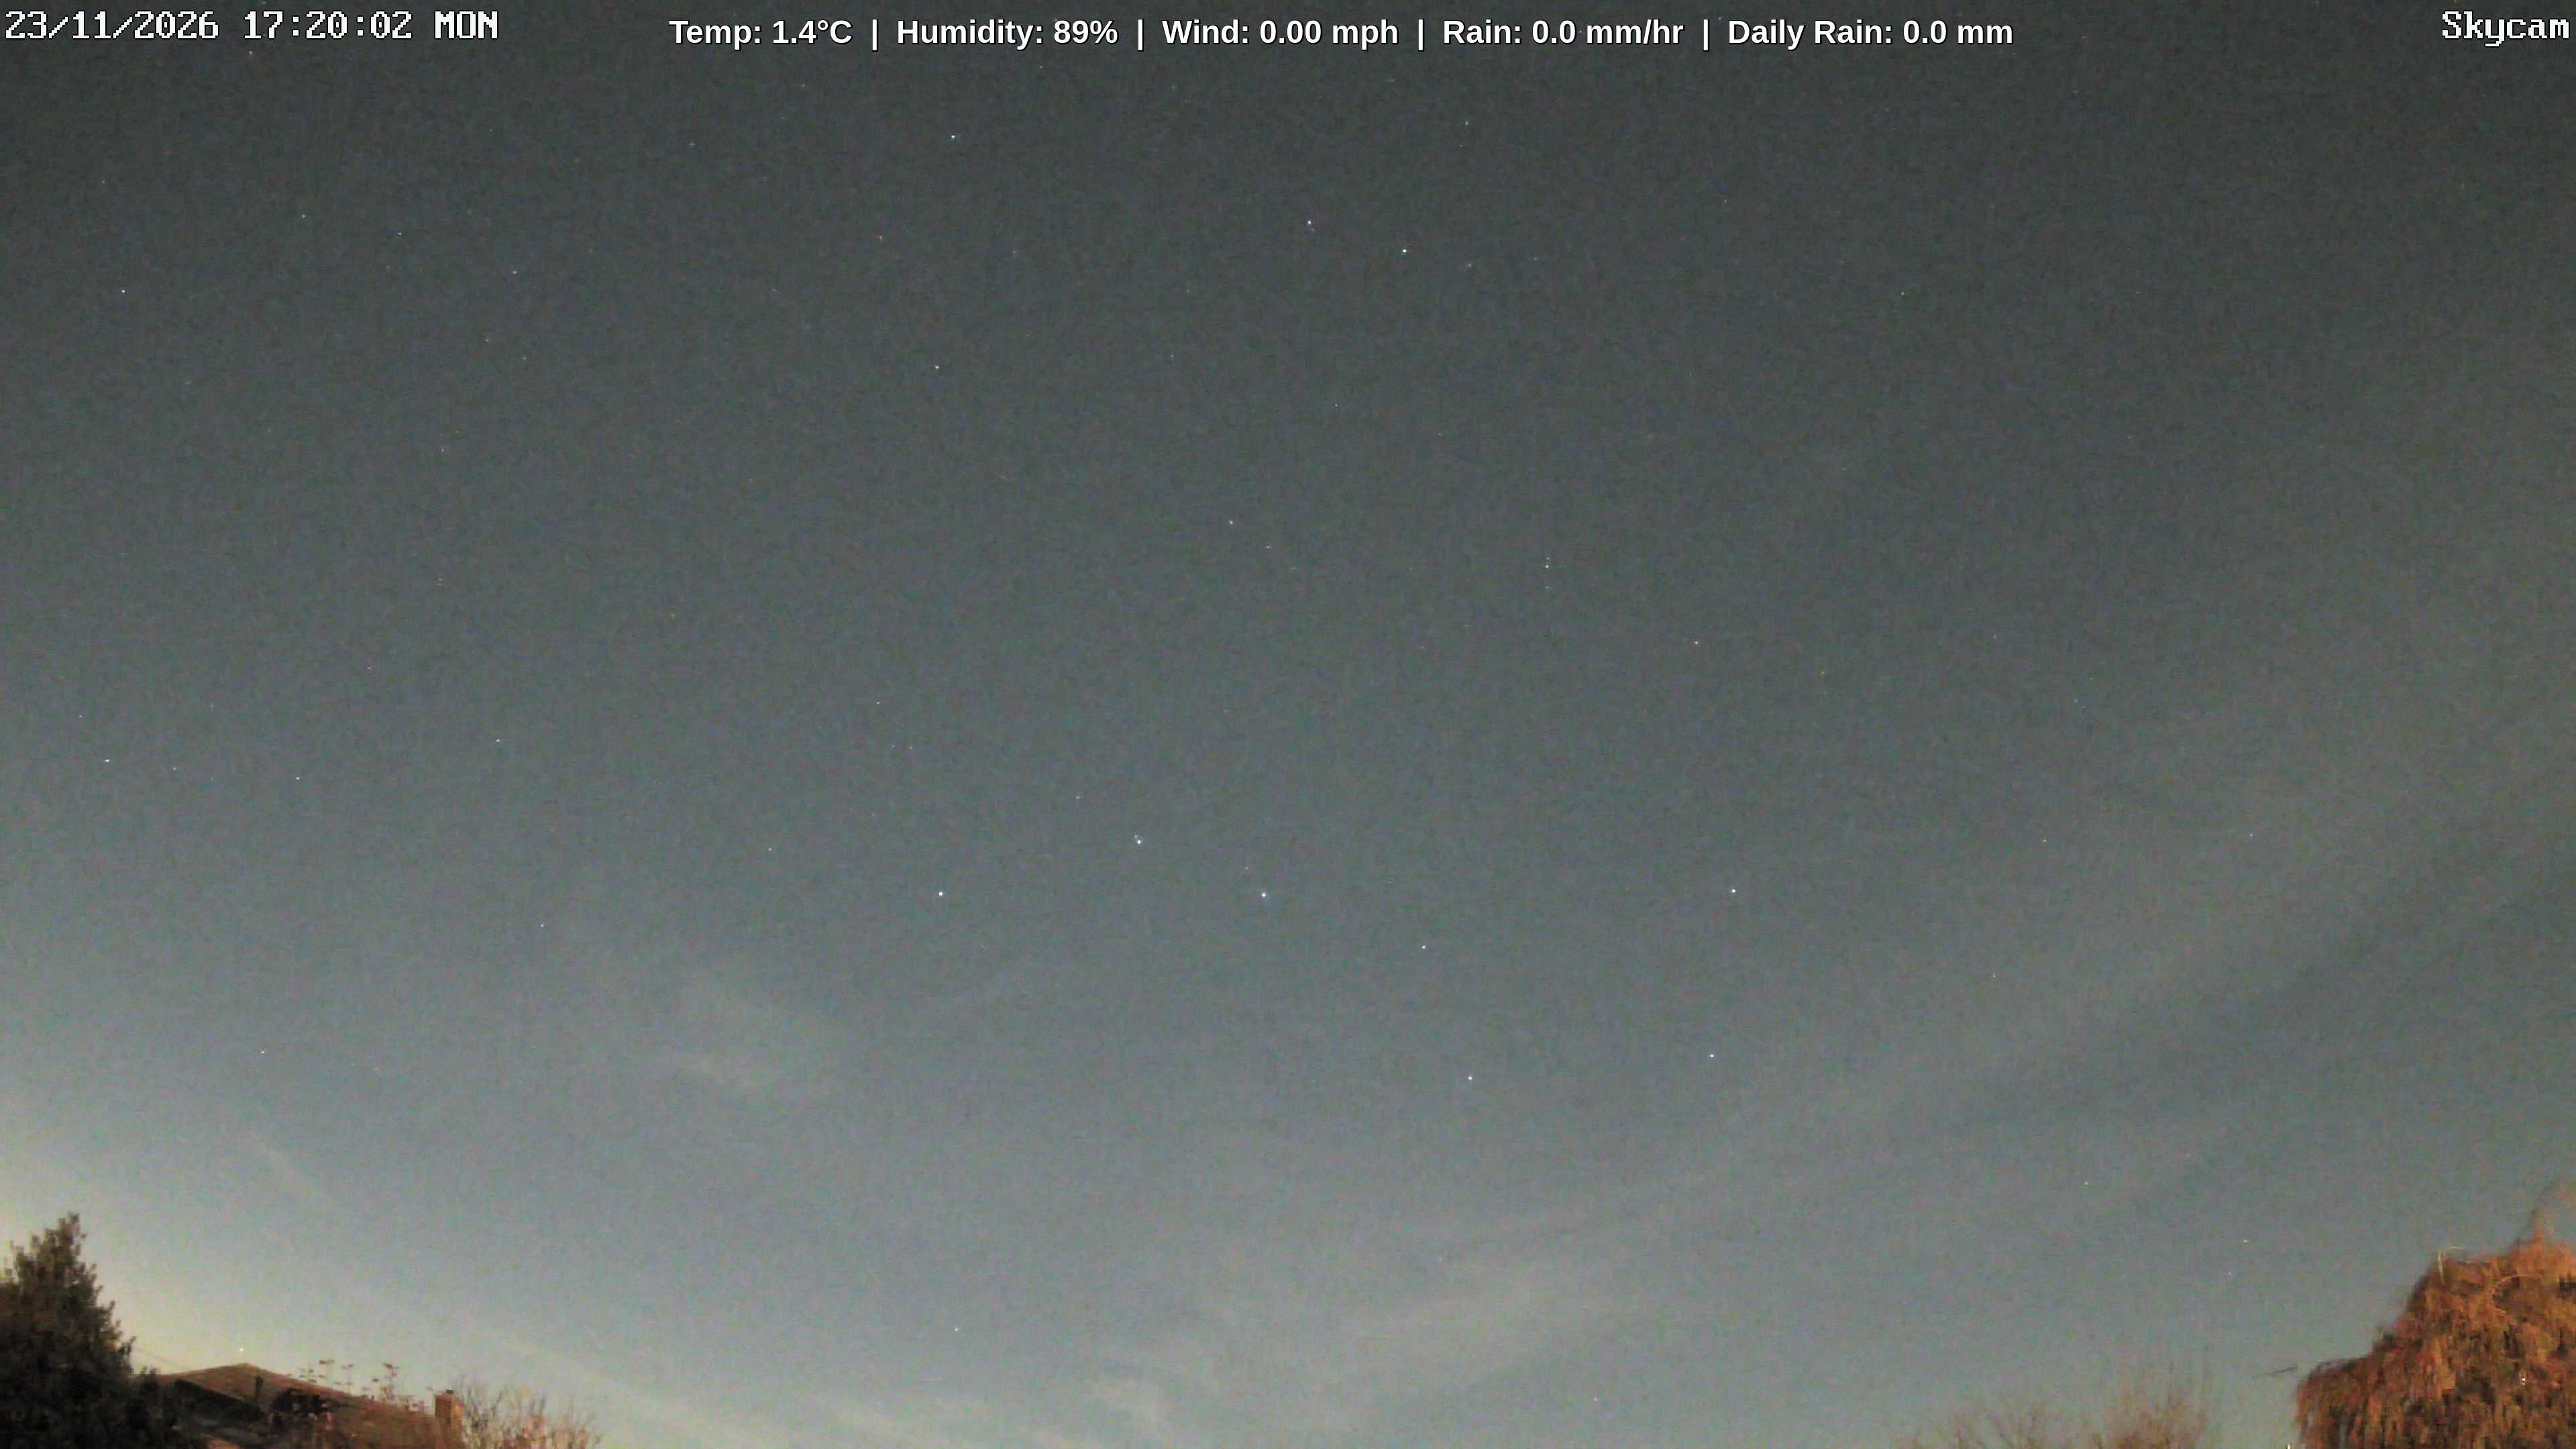 23/11/2026 17:20:02 MON
Temp: 1.4°C | Humidity: 89% | Wind: 0.00 mph | Rain: 0.0 mm/hr | Daily Rain: 0.0 mm
Skycam